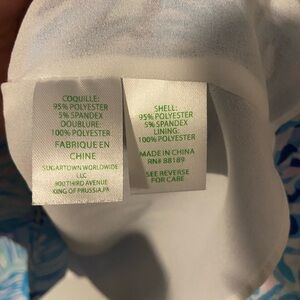 COQUILLE:
95% POLYESTER
5% SPANDEX
DOUBLURE:
100% POLYESTER
FABRIQUE EN
CHINE
SUGARTOWN WORLDWIDE
LLC
800 THIRD AVENUE
KING OF PRUSSIA,PA
SHELL:
95% POLYESTER
5% SPANDEX
LINING:
100% POLYESTER
MADE IN CHINA
RN# 88189
SEE REVERSE
FOR CARE